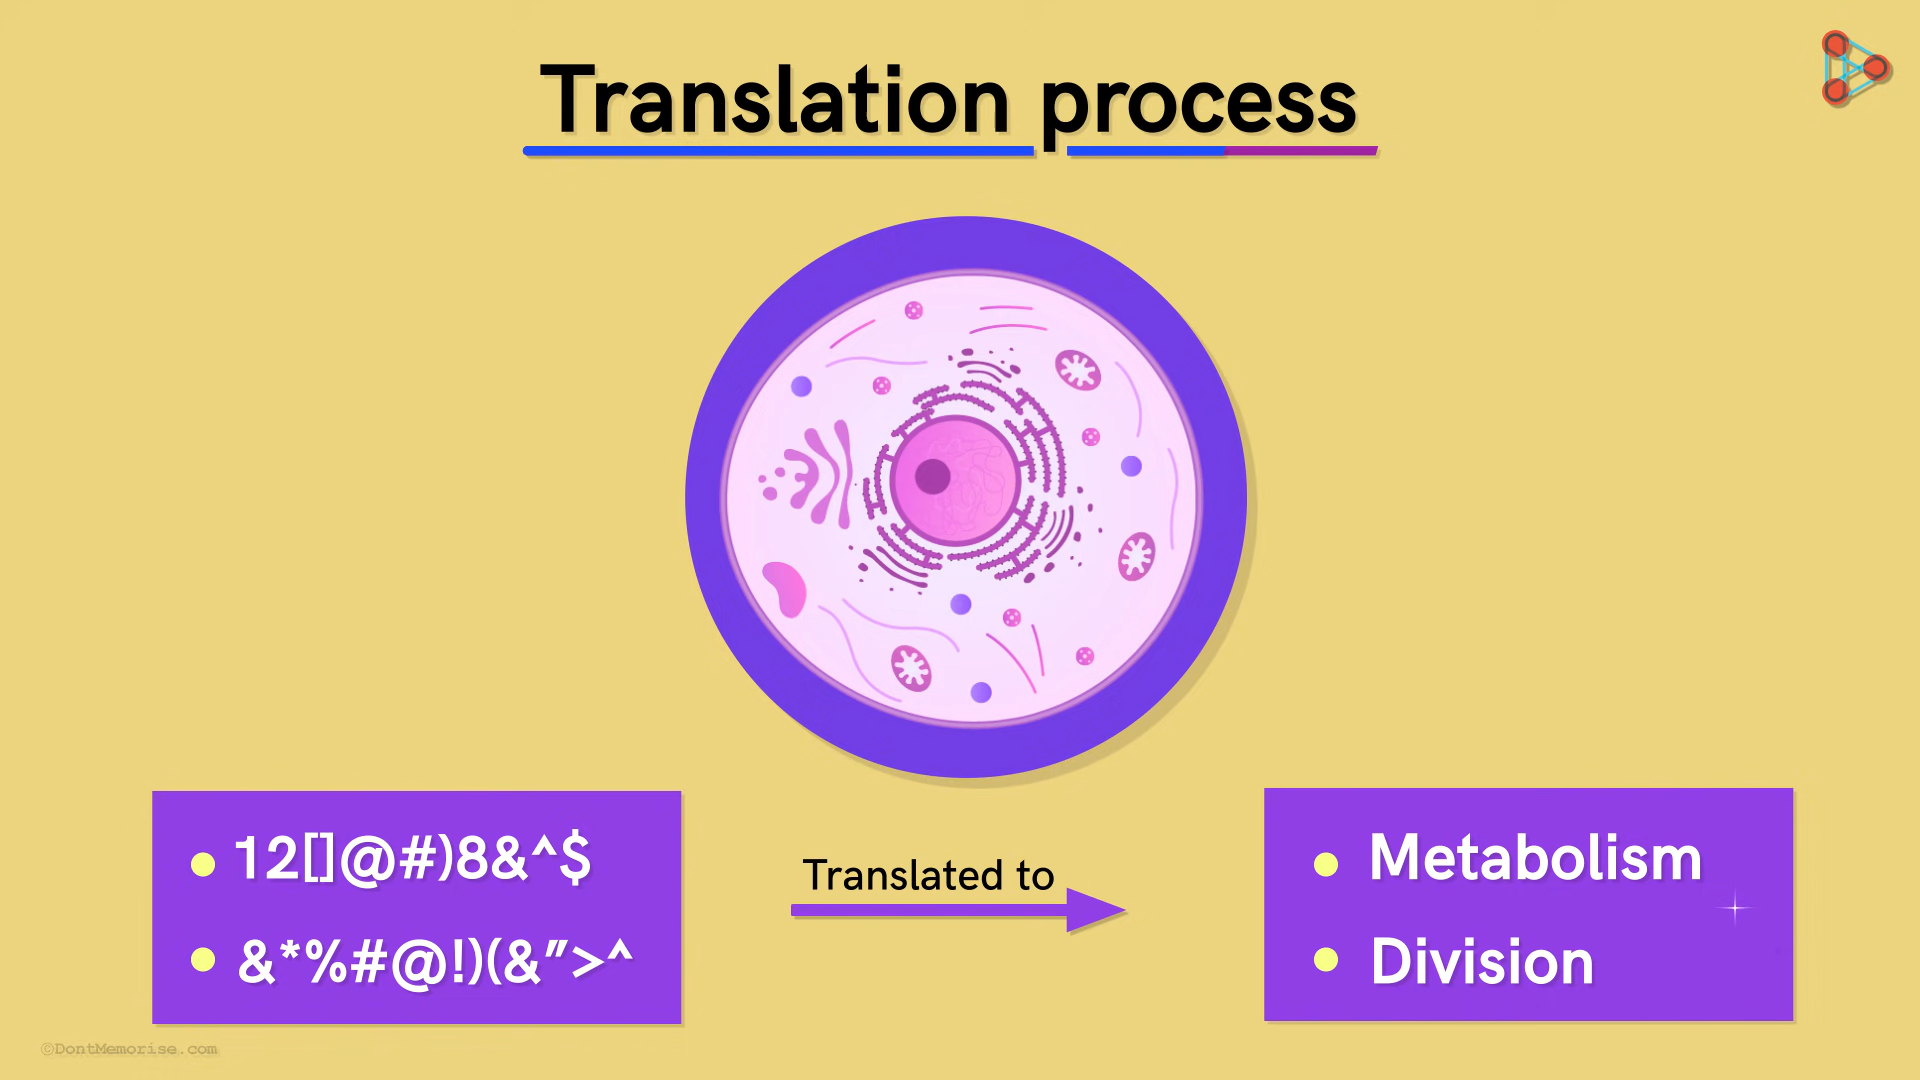 Translation process
12[]@#)8&^$
&*%#@!)(&">^
Translated to
Metabolism
Division
©DontMemorise.com